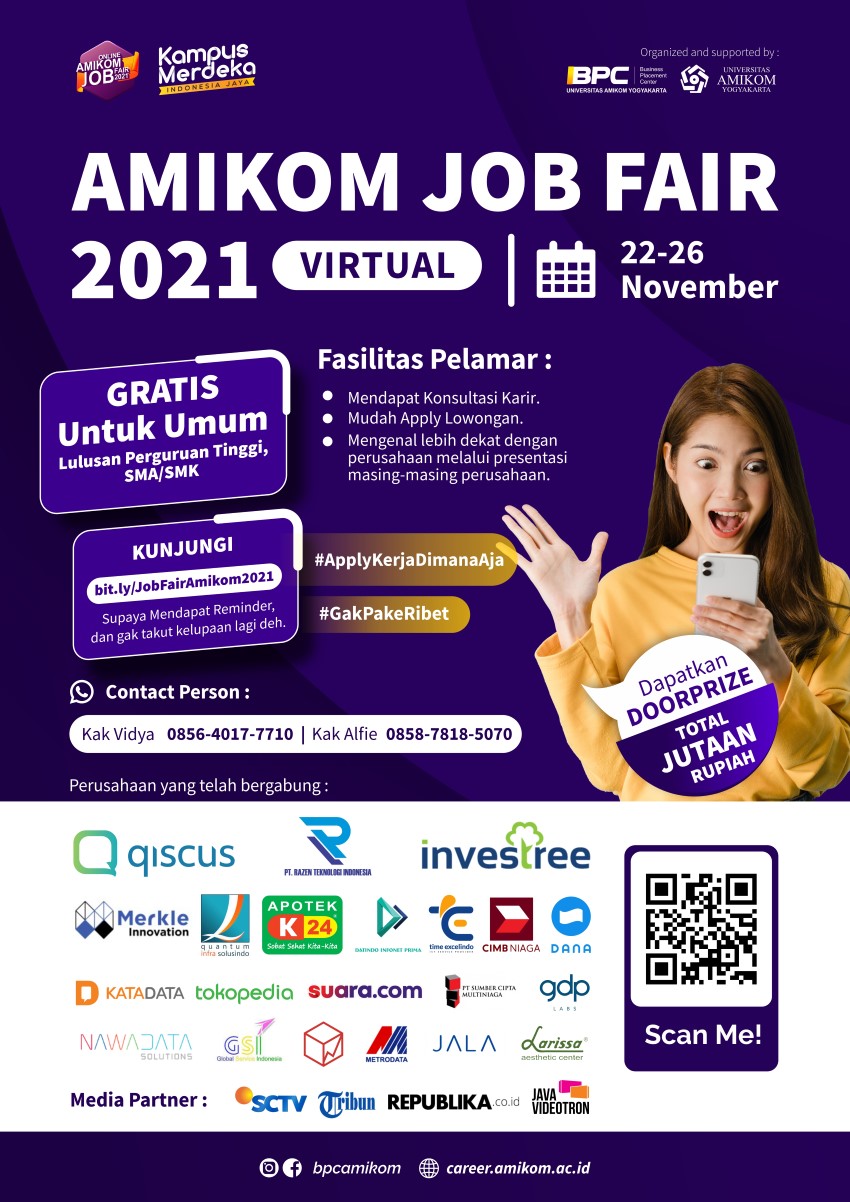 ONLINE
AMIKOM
JOB FAIR
2021
Kampus
Merdeka
INDONESIA JAYA
Organized and supported by :
BPC Business Placement Center
UNIVERSITAS AMIKOM YOGYAKARTA
UNIVERSITAS
AMIKOM
YOGYAKARTA
AMIKOM JOB FAIR
2021 VIRTUAL
22-26
November
GRATIS
Untuk Umum
Lulusan Perguruan Tinggi,
SMA/SMK
Fasilitas Pelamar :
Mendapat Konsultasi Karir.
Mudah Apply Lowongan.
Mengenal lebih dekat dengan
perusahaan melalui presentasi
masing-masing perusahaan.
KUNJUNGI
bit.ly/JobFairAmikom2021
Supaya Mendapat Reminder,
dan gak takut kelupaan lagi deh.
#ApplyKerjaDimanaAja
#GakPakeRibet
Dapatkan
DOORPRIZE
TOTAL
JUTAAN
RUPIAH
Contact Person :
Kak Vidya 0856-4017-7710 | Kak Alfie 0858-7818-5070
Perusahaan yang telah bergabung :
qiscus
PT. RAZEN TEKNOLOGI INDONESIA
investree
Merkle
Innovation
quantum
infra solusindo
APOTEK
K 24
Sobat Sehat Kita-Kita
DAFINDO INFONET PRIMA
time excelindo
CIMB NIAGA
DANA
KATADATA
tokopedia
suara.com
PT SUMBER CIPTA
MULTINIAGA
gdp
LABS
NAWADATA
SOLUTIONS
GSI
Global Service Indonesia
METRODATA
JALA
Larissa
aesthetic center
Scan Me!
Media Partner :
SCTV
Tribun
REPUBLIKA.co.id
JAVA
VIDEOTRON
bpcamikom
career.amikom.ac.id